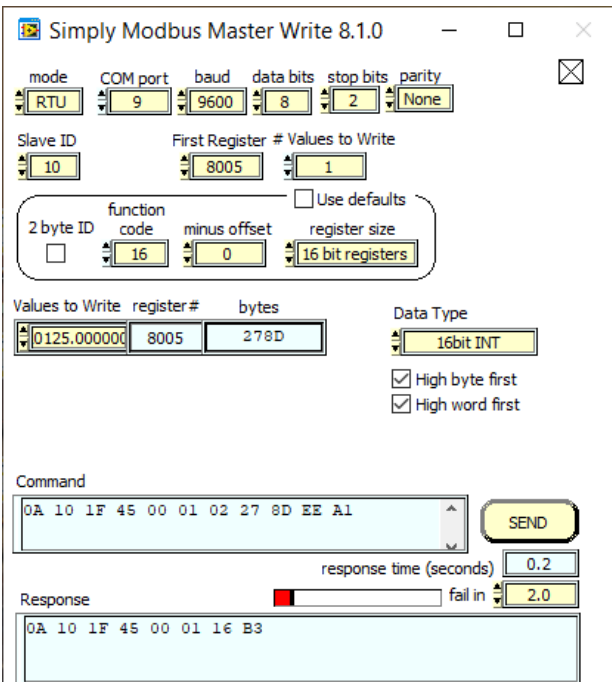 Simply Modbus Master Write 8.1.0
mode COM port baud data bits stop bits parity
RTU 9 9600 8 2 None
Slave ID First Register # Values to Write
10 8005 1
Use defaults
2 byte ID function code minus offset register size
16 0 16 bit registers
Values to Write register# bytes Data Type
0125.000000 8005 278D 16bit INT
High byte first
High word first
Command
0A 10 1F 45 00 01 02 27 8D EE A1
SEND
response time (seconds) 0.2
Response fail in 2.0
0A 10 1F 45 00 01 16 B3